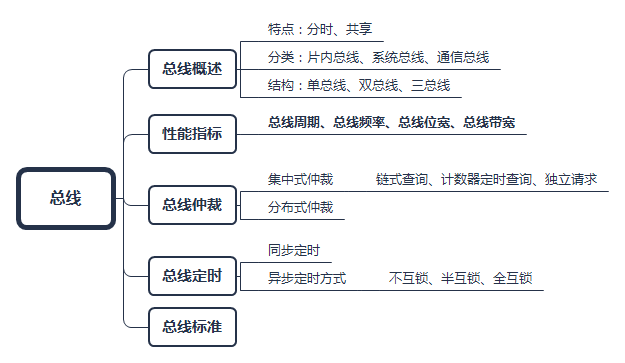 总线
总线概述
特点：分时、共享
分类：片内总线、系统总线、通信总线
结构：单总线、双总线、三总线
性能指标
总线周期、总线频率、总线位宽、总线带宽
总线仲裁
集中式仲裁 链式查询、计数器定时查询、独立请求
分布式仲裁
总线定时
同步定时
异步定时方式 不互锁、半互锁、全互锁
总线标准